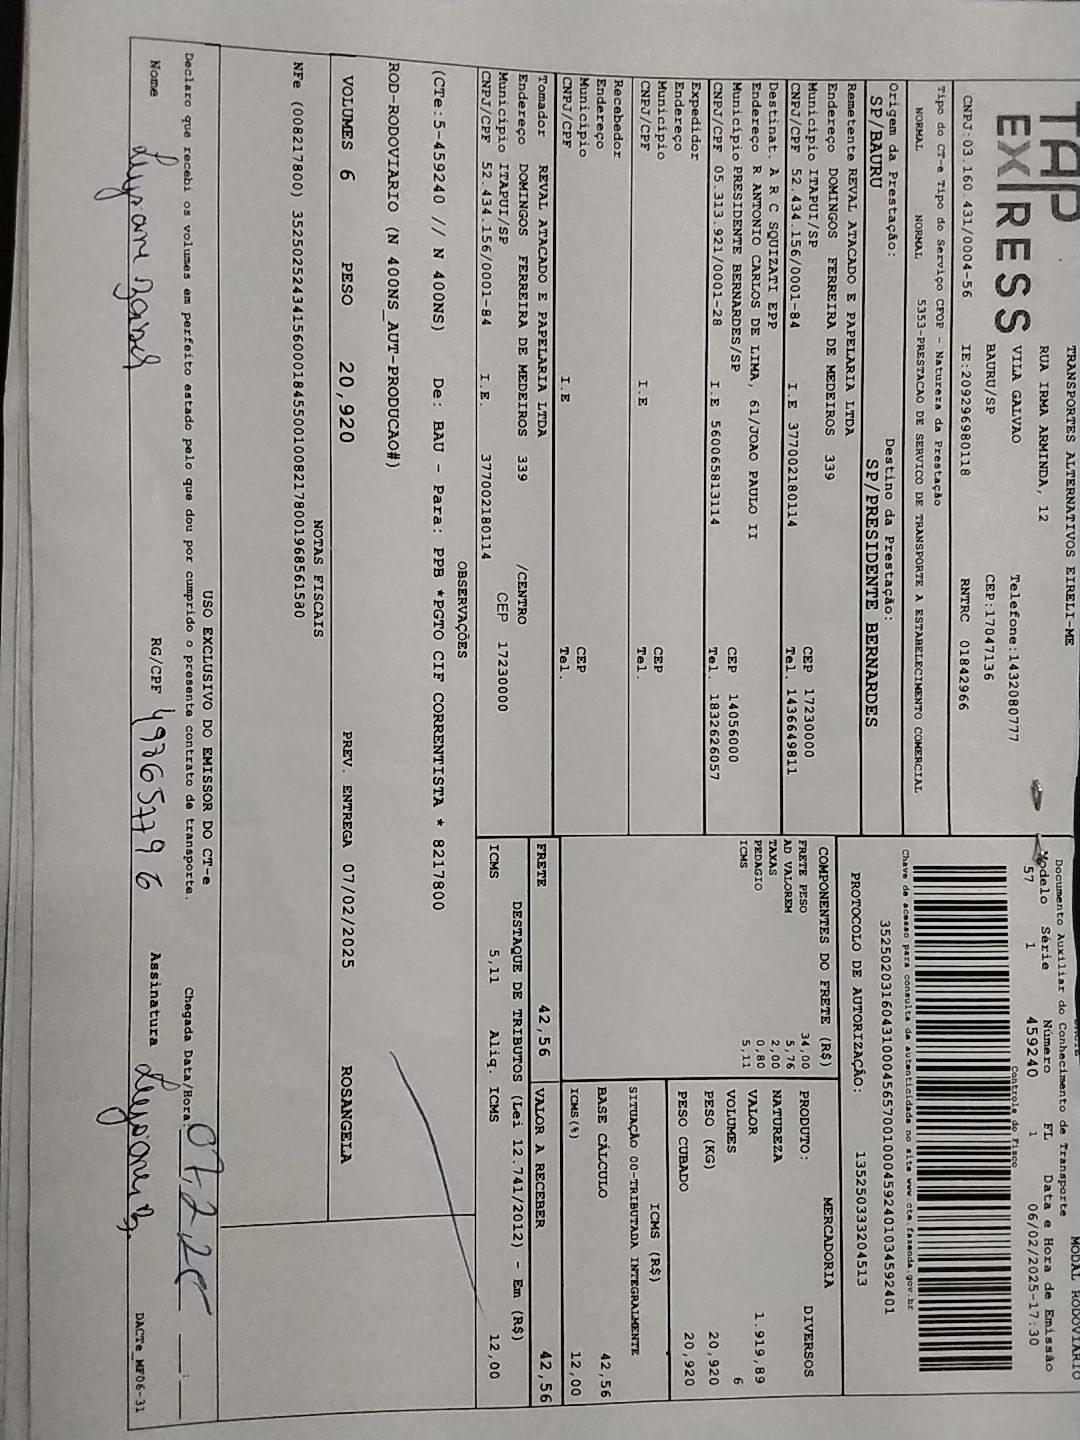 TAP
EXPRESS
TRANSPORTES ALTERNATIVOS EIRELI-ME
RUA IRMA ARMINDA, 12
VILA GALVAO Telefone:1432080777
BAURU/SP CEP:17047136
CNPJ:03.160.431/0004-56 IE:209296980118 RNTRC 01842966
MODAL RODOVIARIO
Documento Auxiliar do Conhecimento de Transporte
Modelo Série Número FL Data e Hora de Emissão
57 1 459240 1 06/02/2025-17:30
Controle do Fisco
Chave de acesso para consulta de autenticidade no site www.cte.fazenda.gov.br
35250203160431000456570010004592401034592401
PROTOCOLO DE AUTORIZAÇÃO: 135250333204513
Tipo do CT-e Tipo do Serviço CFOP - Natureza da Prestação
NORMAL NORMAL 5353-PRESTACAO DE SERVICO DE TRANSPORTE A ESTABELECIMENTO COMERCIAL
Origem da Prestação: Destino da Prestação:
SP/BAURU SP/PRESIDENTE BERNARDES
Remetente REVAL ATACADO E PAPELARIA LTDA
Endereço DOMINGOS FERREIRA DE MEDEIROS 339
Município ITAPUI/SP CEP 17230000
CNPJ/CPF 52.434.156/0001-84 I.E 377002180114 Tel. 1436649811
Destinat. A R C SQUIZATI EPP
Endereço R ANTONIO CARLOS DE LIMA, 61/JOAO PAULO II
Município PRESIDENTE BERNARDES/SP CEP 14056000
CNPJ/CPF 05.313.921/0001-28 I.E 560065813114 Tel. 1832626057
Expedidor
Endereço
Município CEP
CNPJ/CPF I.E Tel.
Recebedor
Endereço
Município CEP
CNPJ/CPF I.E Tel.
Tomador REVAL ATACADO E PAPELARIA LTDA
Endereço DOMINGOS FERREIRA DE MEDEIROS 339 /CENTRO
Município ITAPUI/SP CEP 17230000
CNPJ/CPF 52.434.156/0001-84 I.E. 377002180114
COMPONENTES DO FRETE (R$)
FRETE PESO 34,00
AD VALOREM 5,76
TAXAS 2,00
PEDAGIO 0,80
ICMS 5,11
PRODUTO: MERCADORIA DIVERSOS
NATUREZA
VALOR 1.919,89
VOLUMES 6
PESO (KG) 20,920
PESO CUBADO 20,920
ICMS (R$)
SITUAÇÃO 00-TRIBUTADA INTEGRALMENTE
BASE CÁLCULO 42,56
ICMS(%) 12,00
FRETE 42,56 VALOR A RECEBER 42,56
DESTAQUE DE TRIBUTOS (Lei 12.741/2012) - Em (R$)
ICMS 5,11 Aliq. ICMS 12,00
OBSERVAÇÕES
(CTe:5-459240 // N 400NS) De: BAU - Para: PPB *PGTO CIF CORRENTISTA * 8217800
ROD-RODOVIARIO (N 400NS_AUT-PRODUCAO#)
VOLUMES 6 PESO 20,920 PREV. ENTREGA 07/02/2025 ROSANGELA
NOTAS FISCAIS
NFe (008217800) 35250252434156000184550010082178001968561580
USO EXCLUSIVO DO EMISSOR DO CT-e
Declaro que recebi os volumes em perfeito estado pelo que dou por cumprido o presente contrato de transporte. Chegada Data/Hora: 07,2,25 __:__
Nome RG/CPF 493657796 Assinatura
DACTe_MF06-31